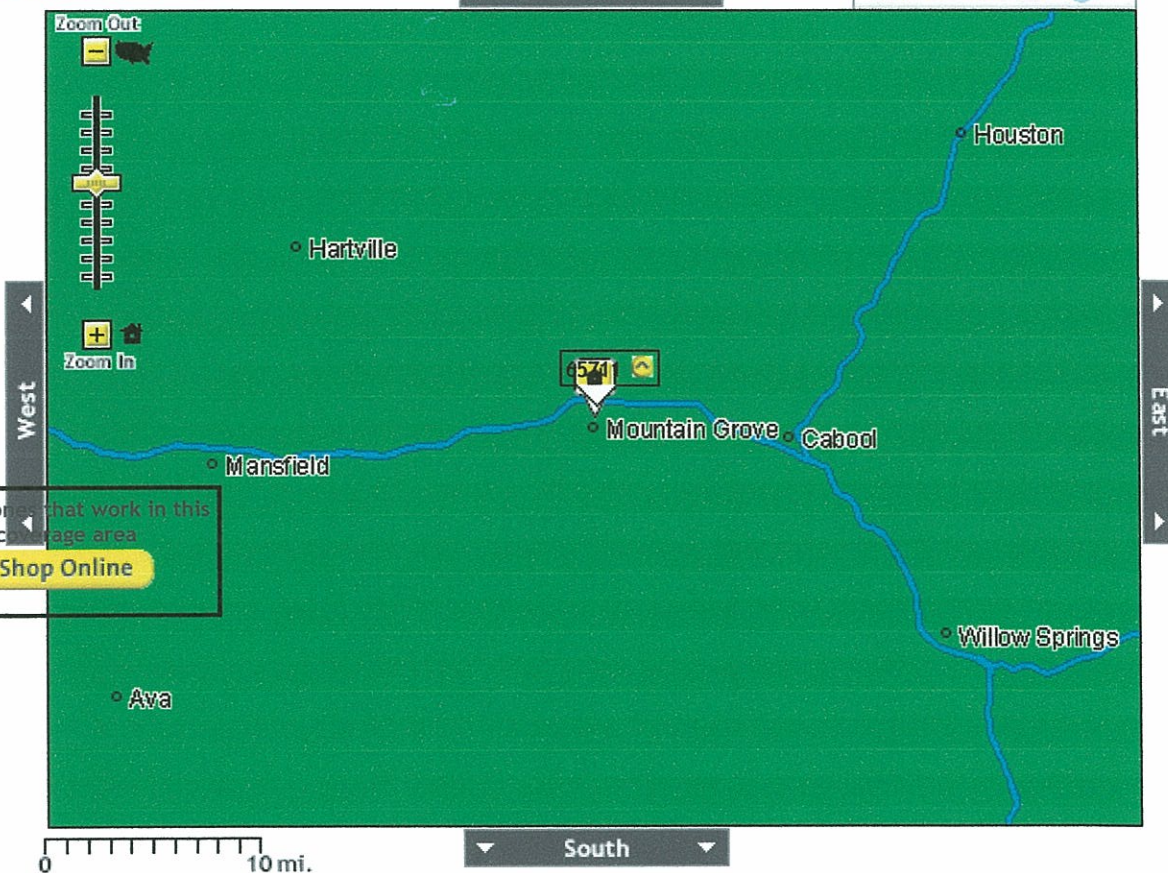 Zoom Out
Houston
Hartville
Zoom In
65711
West
East
Mountain Grove
Cabool
Mansfield
that work in this
coverage area
Shop Online
Willow Springs
Ava
0 10 mi.
South